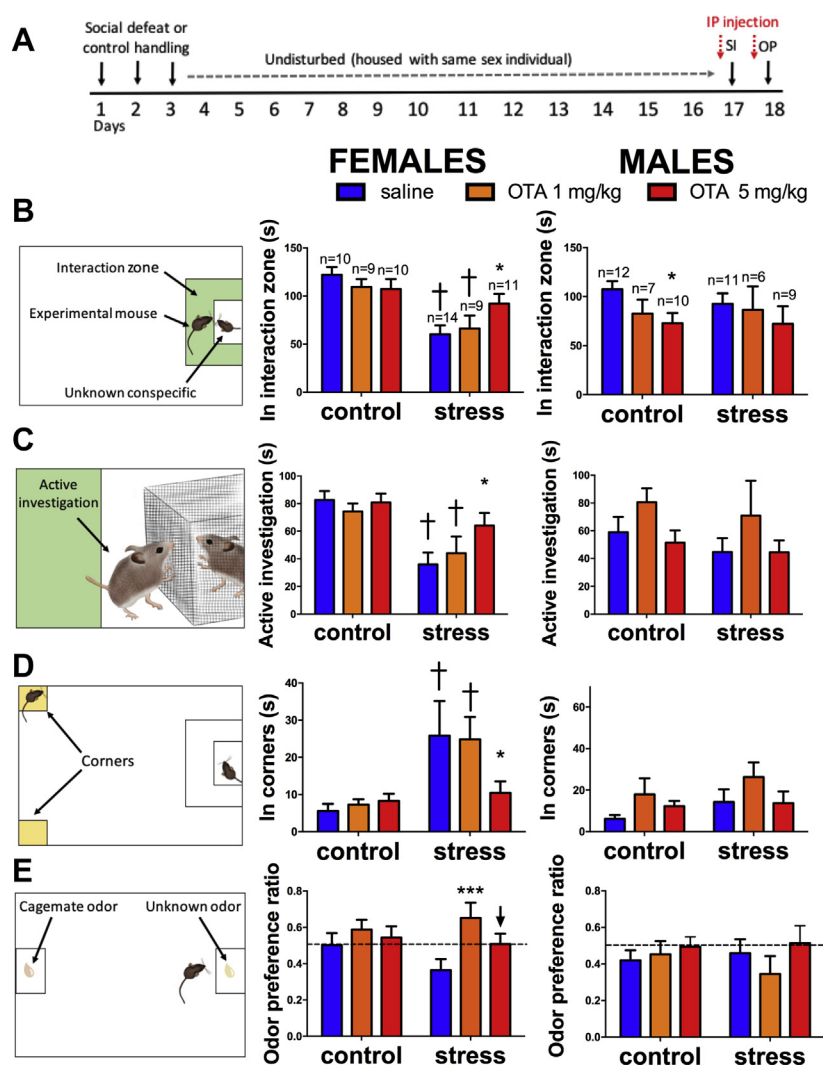 A
Social defeat or
control handling
Undisturbed (housed with same sex individual)
IP injection
SI
OP
1 2 3 4 5 6 7 8 9 10 11 12 13 14 15 16 17 18
Days
FEMALES
MALES
saline OTA 1 mg/kg OTA 5 mg/kg
B
Interaction zone
Experimental mouse
Unknown conspecific
In interaction zone (s)
150
100
50
0
n=10
n=9
n=10
†
n=14
†
n=9
*
n=11
control stress
In interaction zone (s)
150
100
50
0
n=12
n=7
*
n=10
n=11
n=6
n=9
control stress
C
Active
investigation
Active investigation (s)
100
80
60
40
20
0
† † *
control stress
Active investigation (s)
100
80
60
40
20
0
control stress
D
Corners
In corners (s)
40
30
20
10
0
† † *
control stress
In corners (s)
60
40
20
0
control stress
E
Cagemate odor
Unknown odor
Odor preference ratio
0.8
0.6
0.4
0.2
0.0
***
control stress
Odor preference ratio
0.8
0.6
0.4
0.2
0.0
control stress